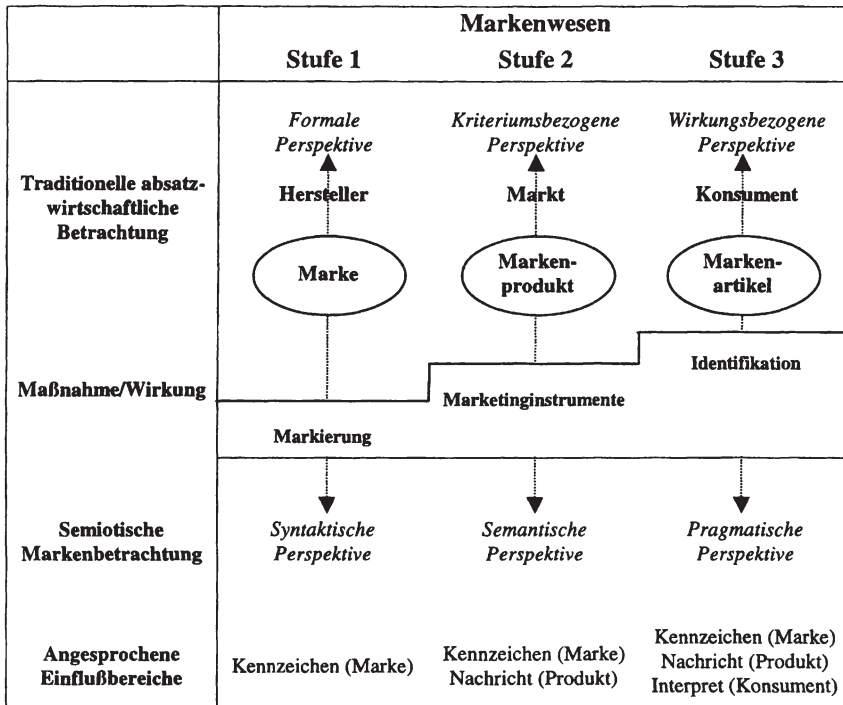 Markenwesen
Stufe 1 Stufe 2 Stufe 3
Traditionelle absatz-
wirtschaftliche
Betrachtung
Formale
Perspektive
Hersteller
Marke
Kriteriumsbezogene
Perspektive
Markt
Marken-
produkt
Wirkungsbezogene
Perspektive
Konsument
Marken-
artikel
Maßnahme/Wirkung
Markierung
Marketinginstrumente
Identifikation
Semiotische
Markenbetrachtung
Syntaktische
Perspektive
Semantische
Perspektive
Pragmatische
Perspektive
Angesprochene
Einflußbereiche
Kennzeichen (Marke)
Kennzeichen (Marke)
Nachricht (Produkt)
Kennzeichen (Marke)
Nachricht (Produkt)
Interpret (Konsument)